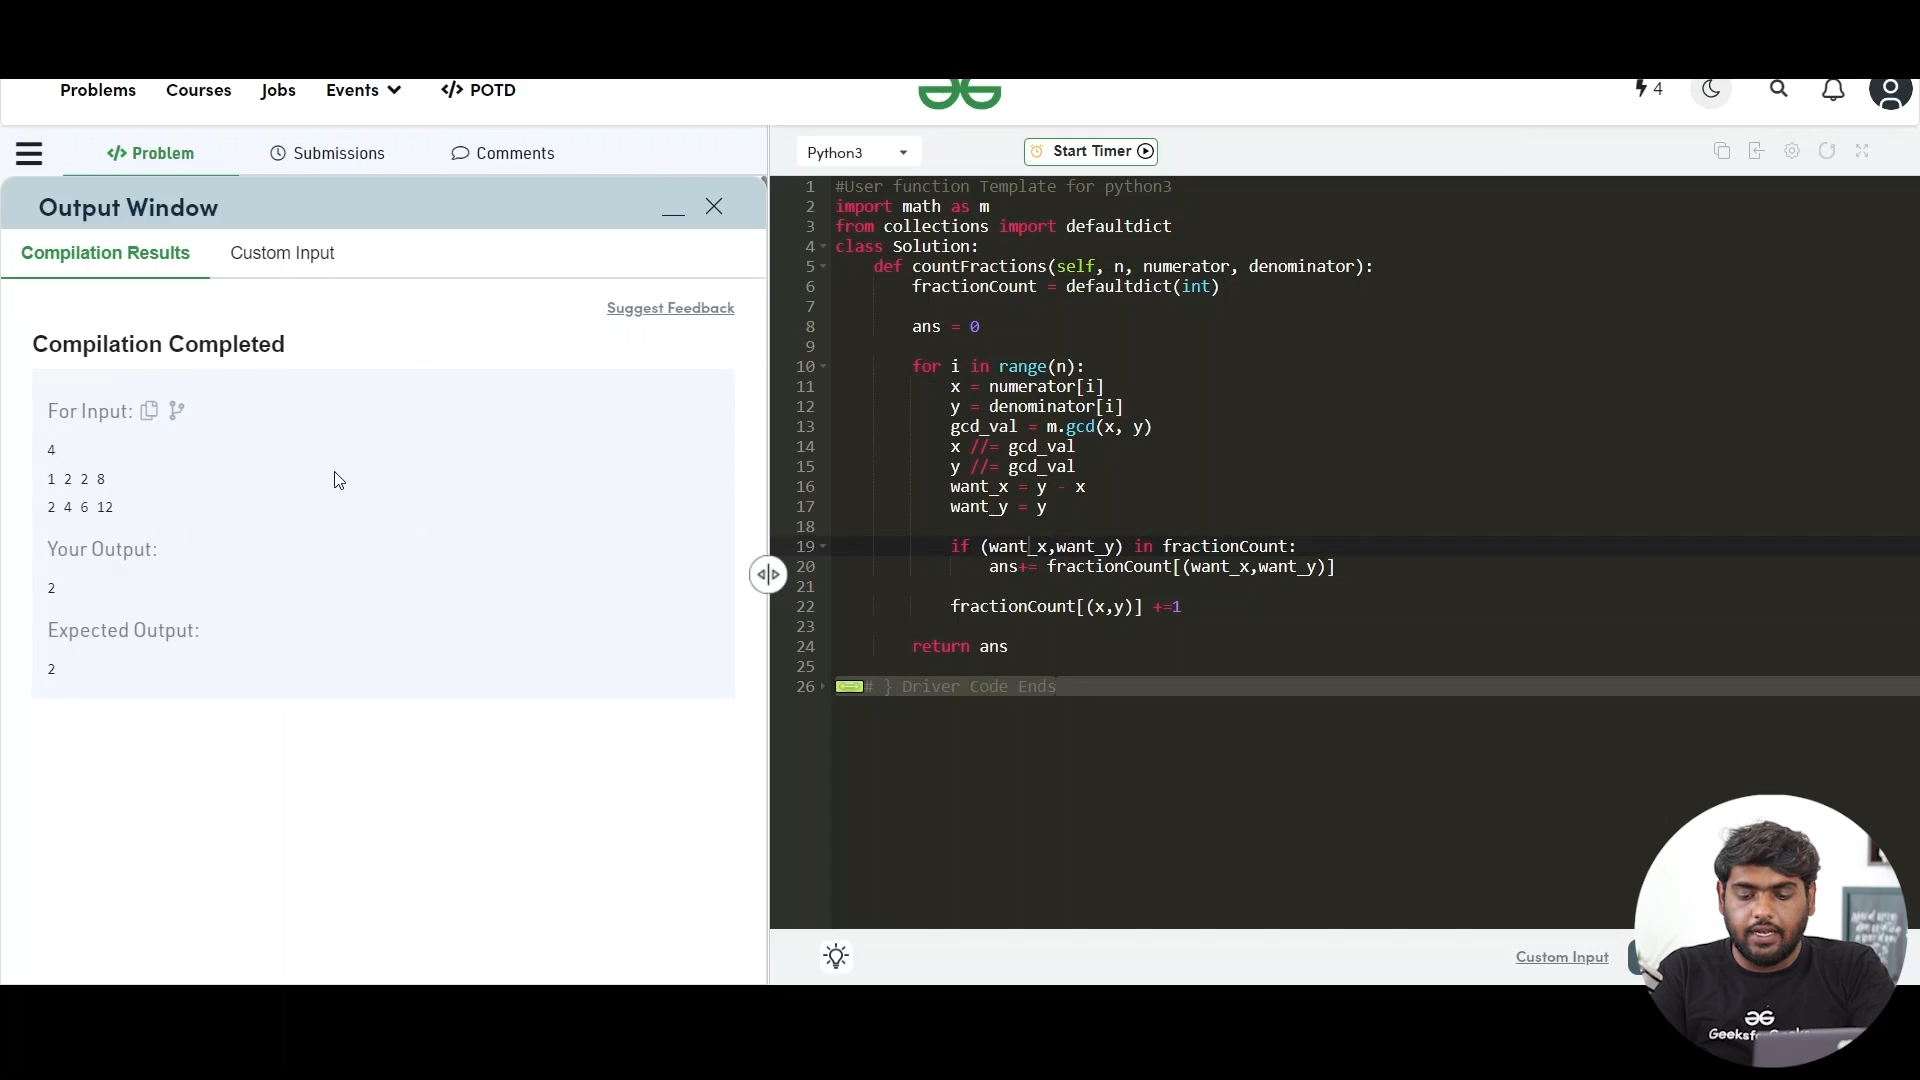 Problems Courses Jobs Events </> POTD
4
</> Problem Submissions Comments
Python3
Start Timer
Output Window
Compilation Results Custom Input
Suggest Feedback
Compilation Completed
For Input:
4
1 2 2 8
2 4 6 12
Your Output:
2
Expected Output:
2
1 #User function Template for python3
2 import math as m
3 from collections import defaultdict
4 class Solution:
5 def countFractions(self, n, numerator, denominator):
6 fractionCount = defaultdict(int)
7
8 ans = 0
9
10 for i in range(n):
11 x = numerator[i]
12 y = denominator[i]
13 gcd_val = m.gcd(x, y)
14 x //= gcd_val
15 y //= gcd_val
16 want_x = y - x
17 want_y = y
18
19 if (want_x,want_y) in fractionCount:
20 ans+= fractionCount[(want_x,want_y)]
21
22 fractionCount[(x,y)] +=1
23
24 return ans
25
26 # } Driver Code Ends
Custom Input